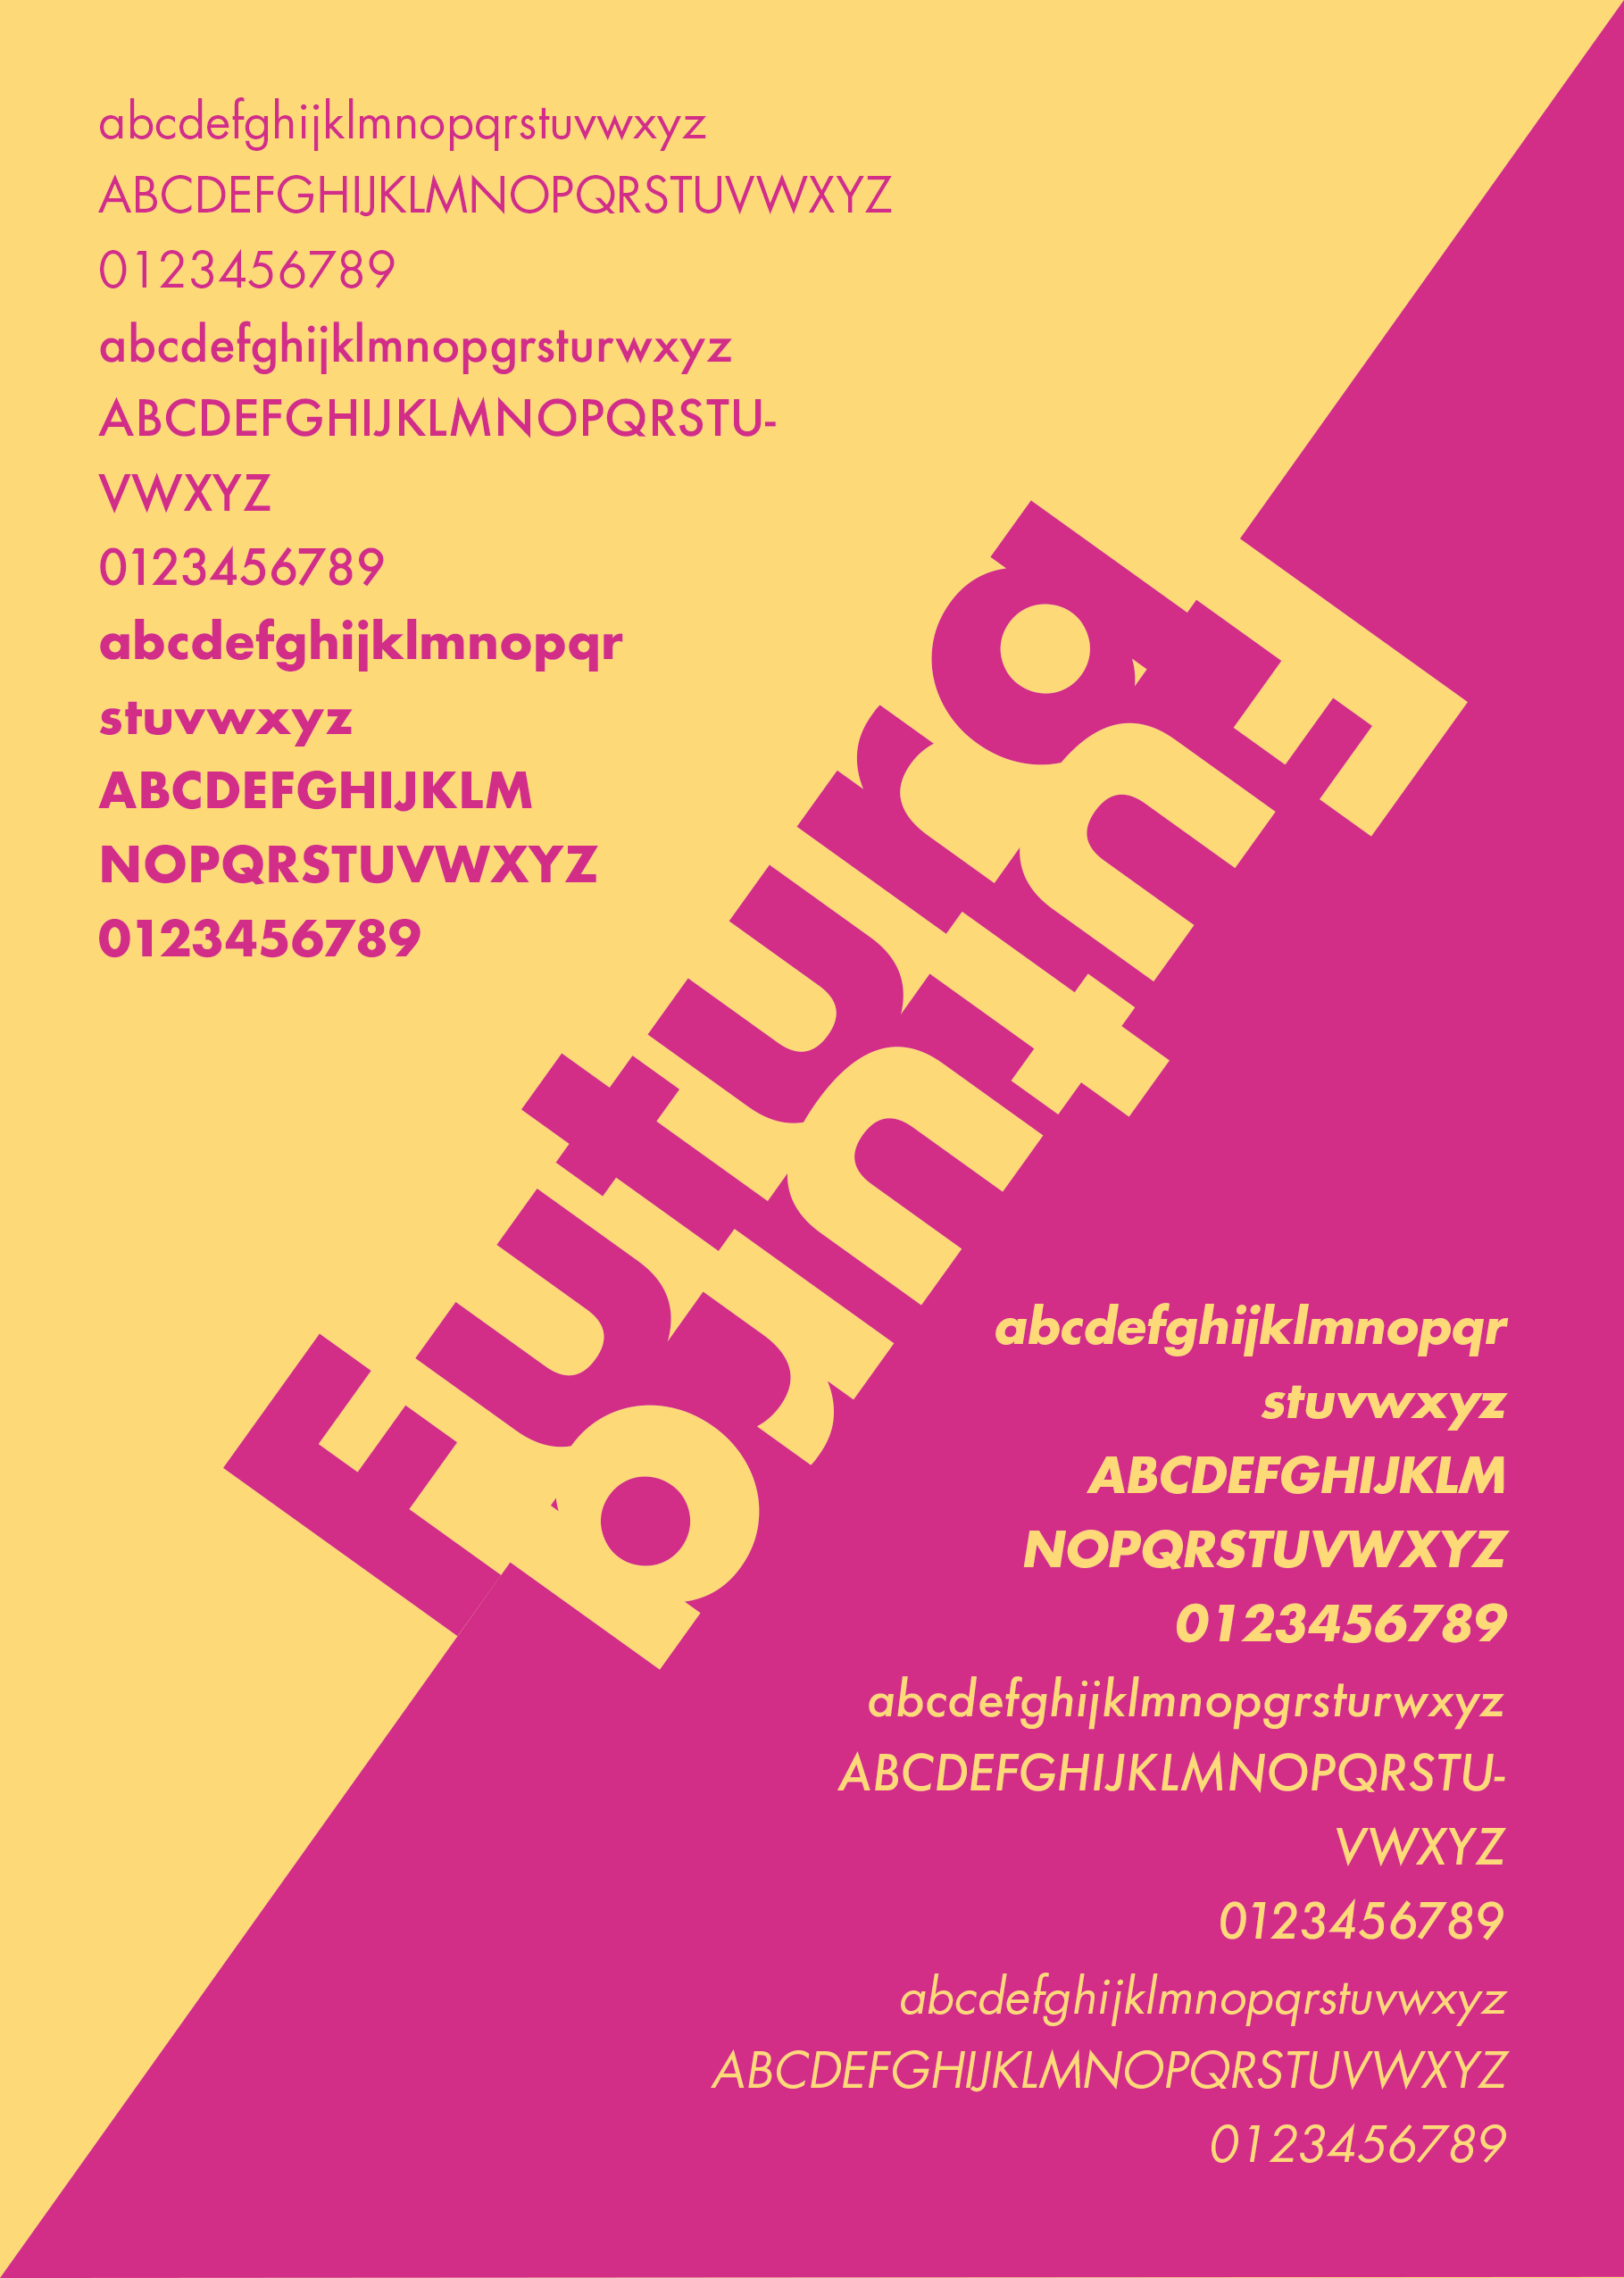 abcdefghijklmnopqrstuvwxyz
ABCDEFGHIJKLMNOPQRSTUVWXYZ
0123456789
abcdefghijklmnopgrsturwxyz
ABCDEFGHIJKLMNOPQRSTU-
VWXYZ
0123456789
abcdefghijklmnopqr
stuvwxyz
ABCDEFGHIJKLM
NOPQRSTUVWXYZ
0123456789
Futura
Futura
abcdefghijklmnopqr
stuvwxyz
ABCDEFGHIJKLM
NOPQRSTUVWXYZ
0123456789
abcdefghijklmnopgrsturwxyz
ABCDEFGHIJKLMNOPQRSTU-
VWXYZ
0123456789
abcdefghijklmnopqrstuvwxyz
ABCDEFGHIJKLMNOPQRSTUVWXYZ
0123456789